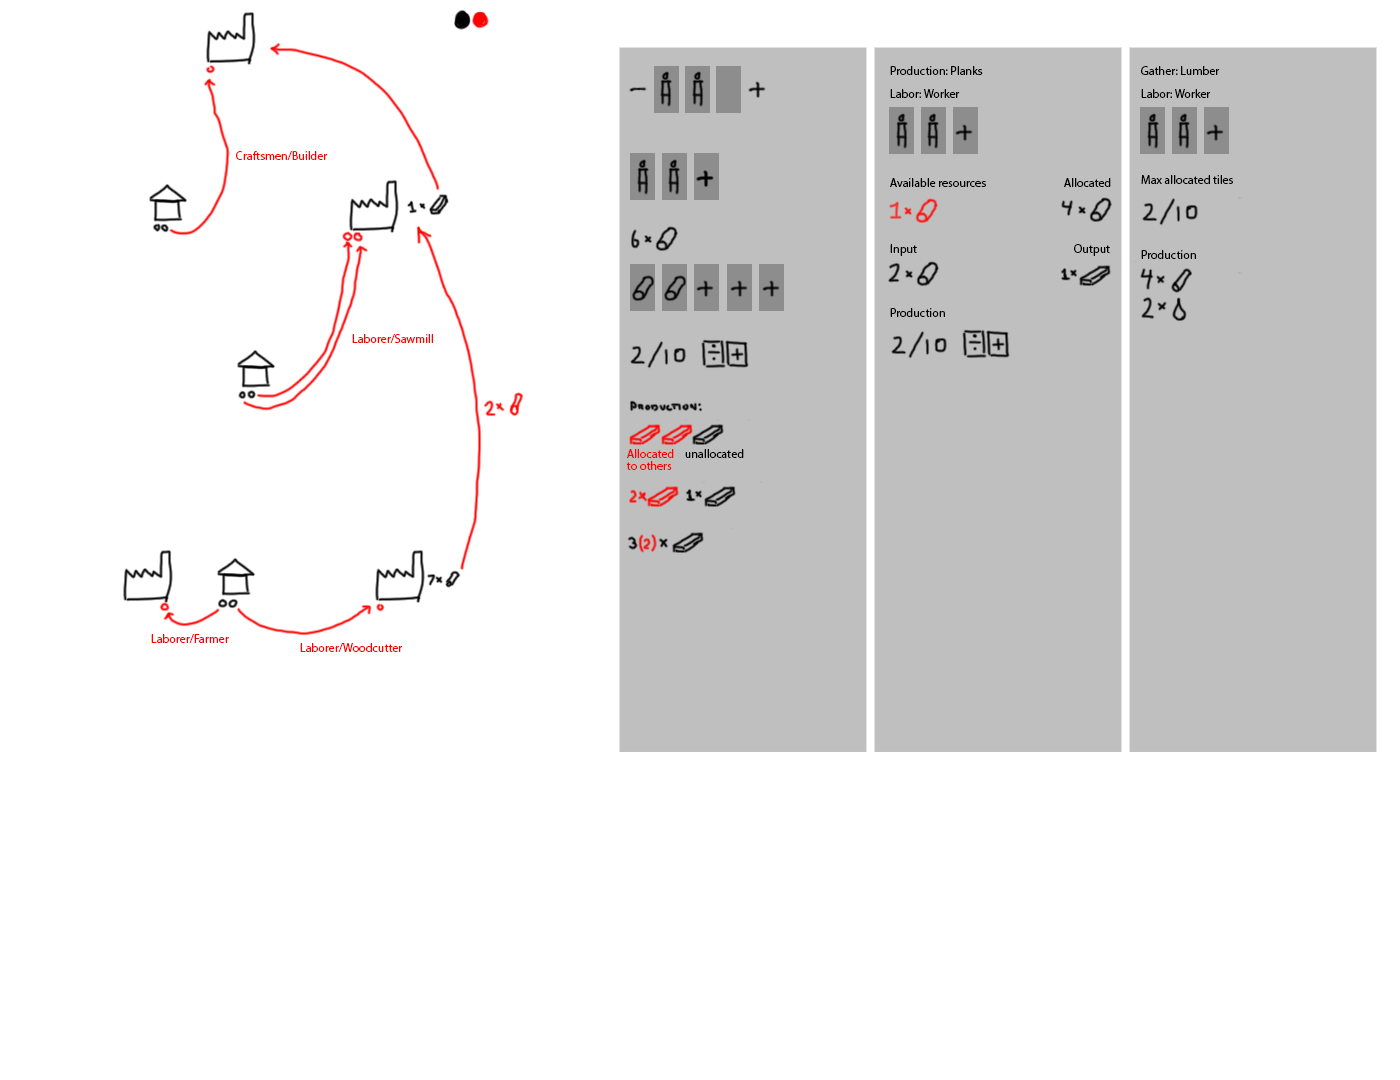 Craftsmen/Builder
1×
Laborer/Sawmill
2×
7×
Laborer/Farmer
Laborer/Woodcutter
− +
+
6×
+ + +
2/10 ÷ +
PRODUCTION:
Allocated to others
unallocated
2× 1×
3(2)×
Production: Planks
Labor: Worker
+
Available resources Allocated
1× 4×
Input Output
2× 1×
Production
2/10 ÷ +
Gather: Lumber
Labor: Worker
+
Max allocated tiles
2/10
Production
4×
2×